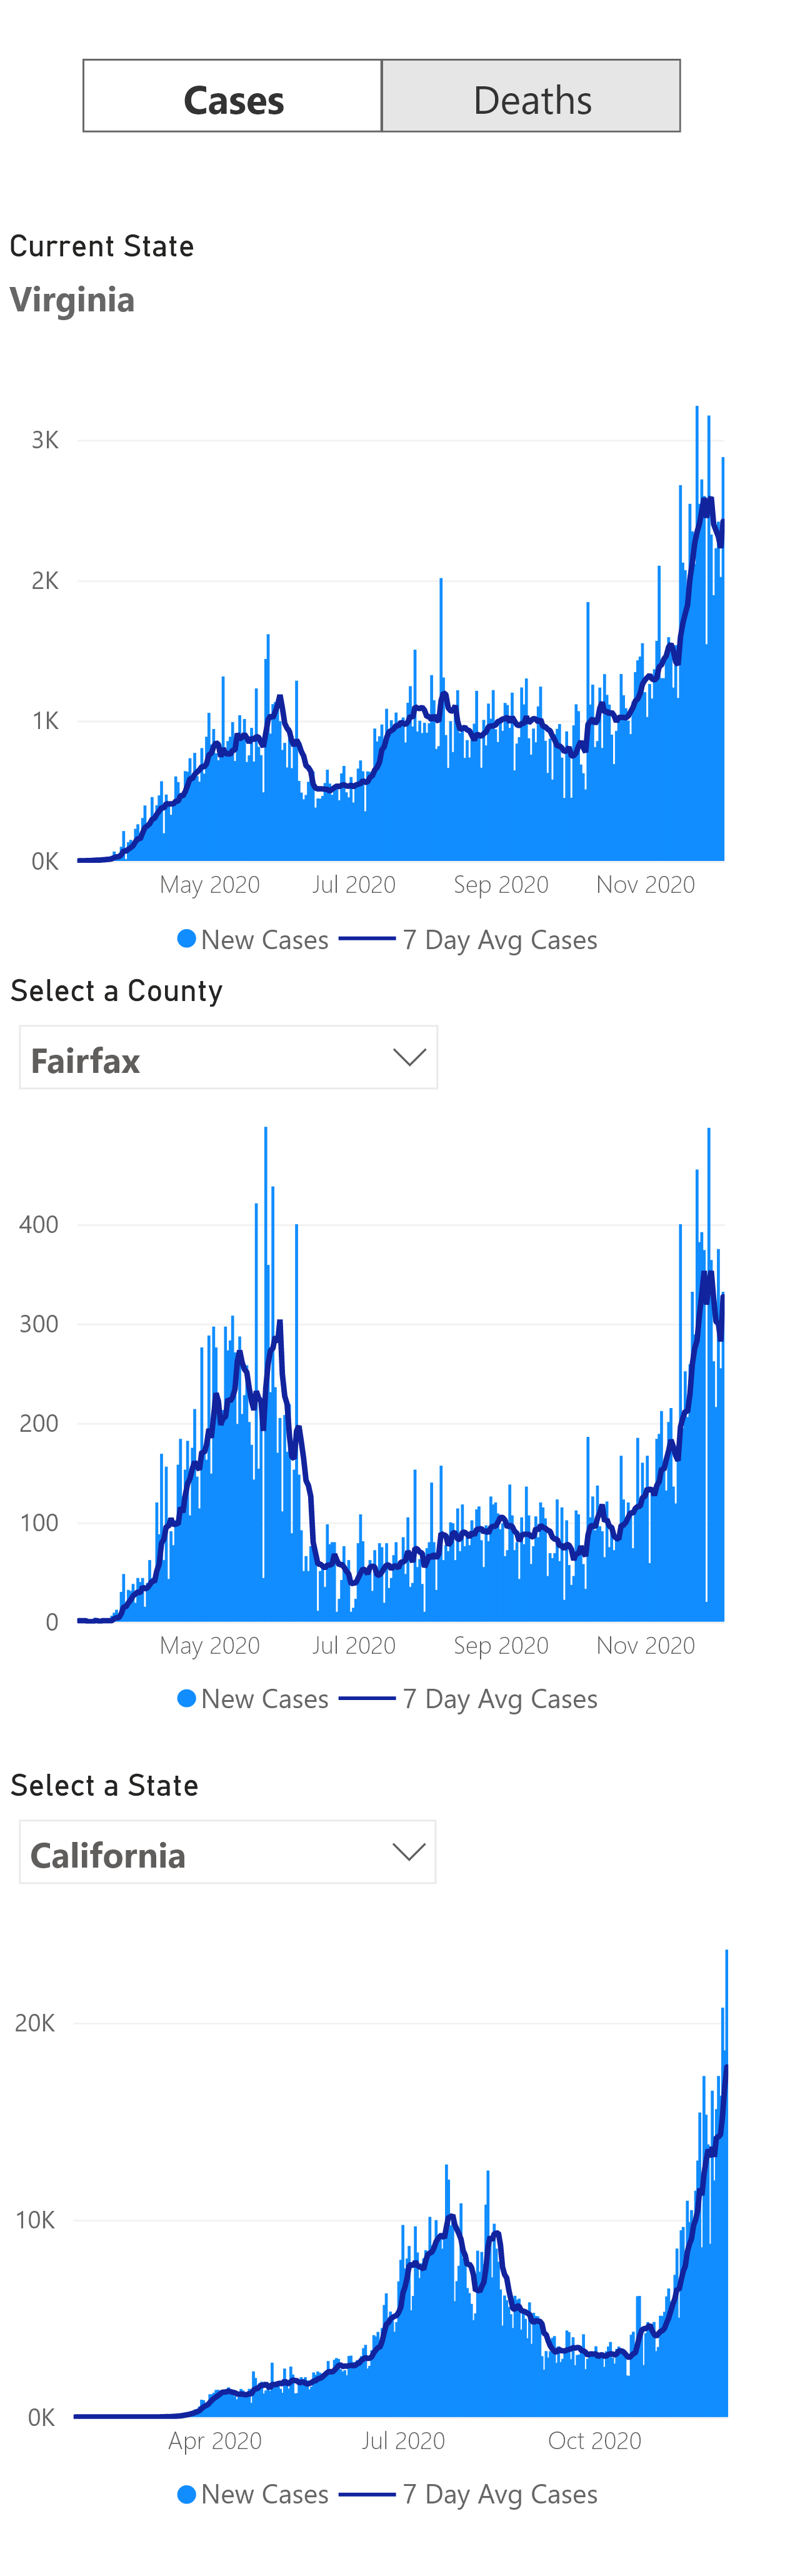 Cases Deaths
Current State
Virginia
3K
2K
1K
0K
May 2020 Jul 2020 Sep 2020 Nov 2020
New Cases 7 Day Avg Cases
Select a County
Fairfax
400
300
200
100
0
May 2020 Jul 2020 Sep 2020 Nov 2020
New Cases 7 Day Avg Cases
Select a State
California
20K
10K
0K
Apr 2020 Jul 2020 Oct 2020
New Cases 7 Day Avg Cases